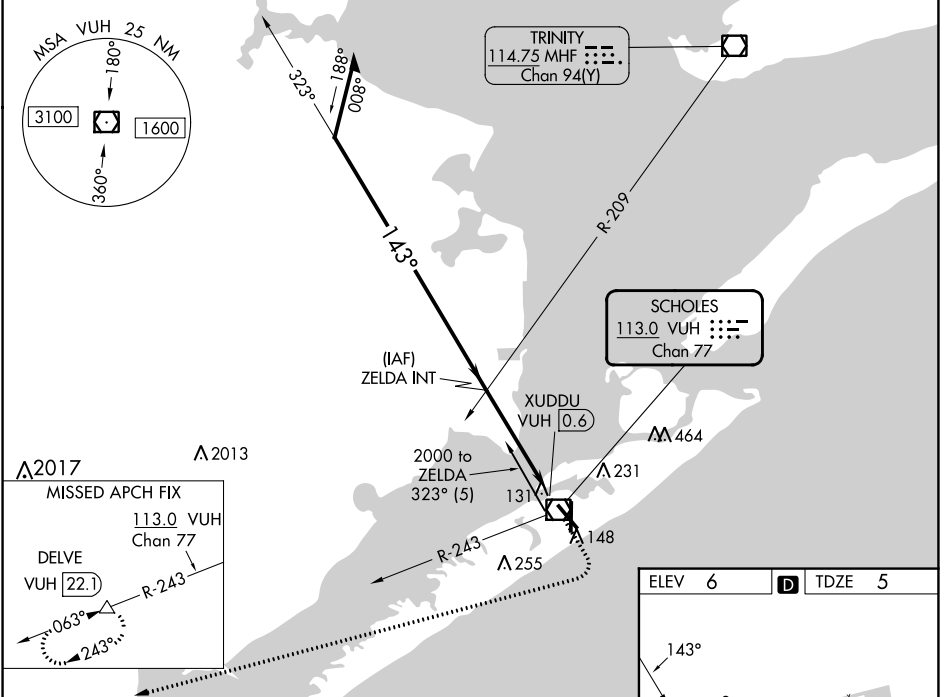 MSA VUH 25 NM
180°
3100
1600
360°
323°
188°
008°
TRINITY
114.75 MHF
Chan 94(Y)
R-209
143°
SCHOLES
113.0 VUH
Chan 77
(IAF)
ZELDA INT
XUDDU
VUH 0.6
464
231
2000 to
ZELDA
323° (5)
131
148
R-243
255
2017
2013
MISSED APCH FIX
113.0 VUH
Chan 77
DELVE
VUH 22.1
R-243
063°
243°
ELEV 6 D TDZE 5
143°